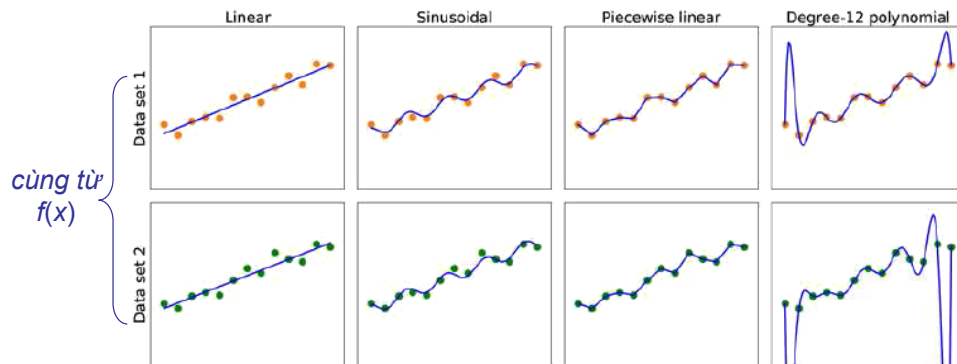 Linear
Sinusoidal
Piecewise linear
Degree-12 polynomial
Data set 1
cùng từ
f(x)
Data set 2